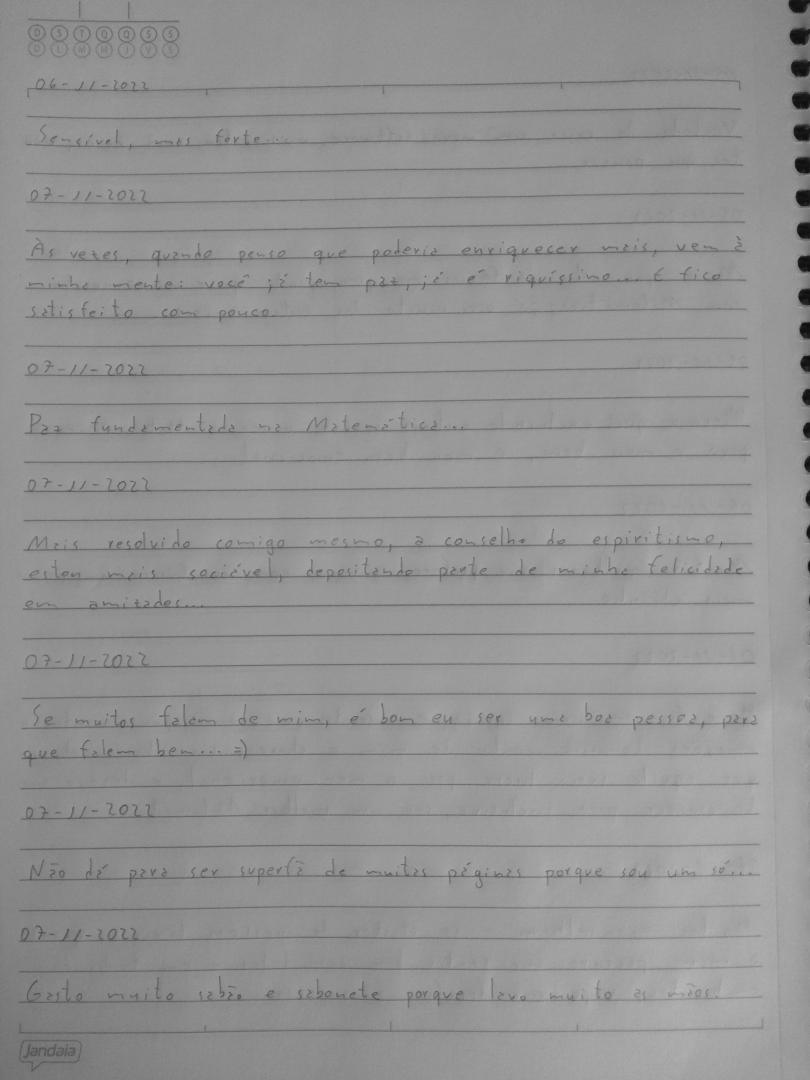 D S T Q Q S S
D L M M J V S
06-11-2022
Sensível, mas forte...
07-11-2022
Às vezes, quando penso que poderia enriquecer mais, vem à
minha mente: você já tem paz, já é riquíssimo... E fico
satisfeito com pouco.
07-11-2022
Paz fundamentada na Matemática...
07-11-2022
Mais resolvido comigo mesmo, a conselho do espiritismo,
estou mais sociável, depositando parte de minha felicidade
em amizades...
07-11-2022
Se muitos falam de mim, é bom eu ser uma boa pessoa, para
que falem bem... =)
07-11-2022
Não dá para ser superfã de muitas páginas porque sou um só...
07-11-2022
Gasto muito sabão e sabonete porque lavo muito as mãos.
Jandaia